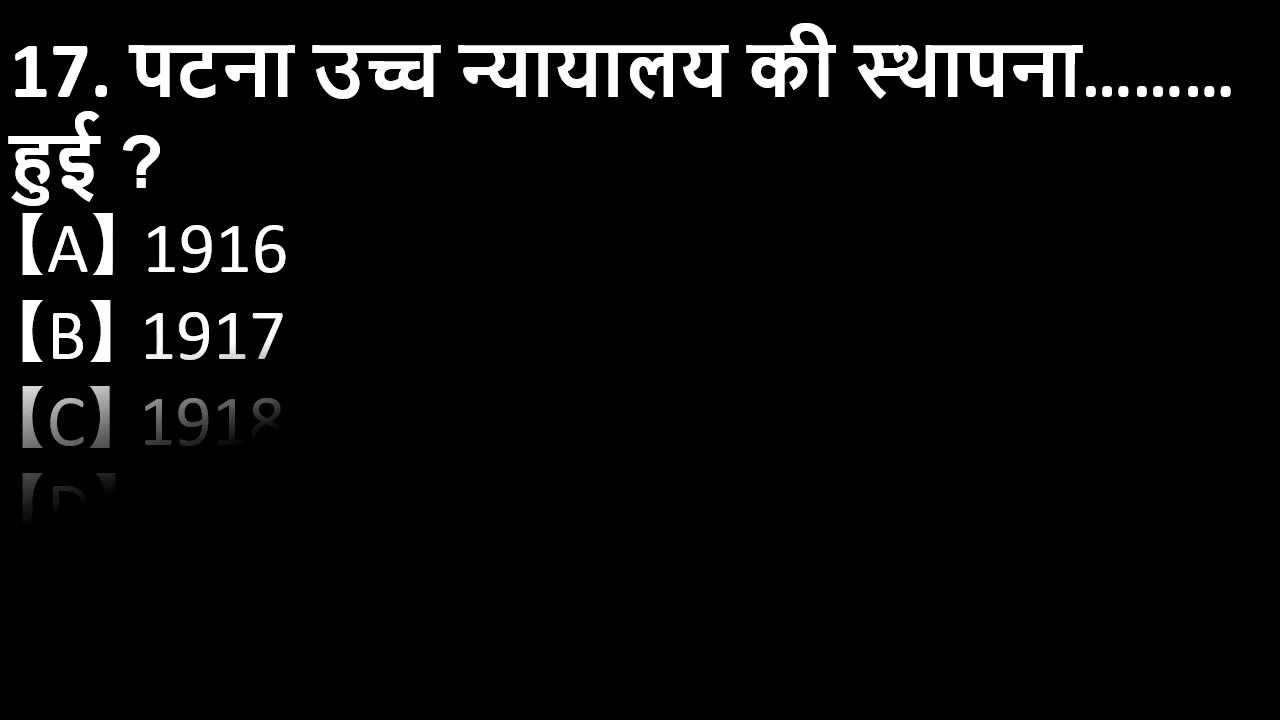 17. पटना उच्च न्यायालय की स्थापना………
हुई ?
【A】1916
【B】1917
【C】1918
【D】